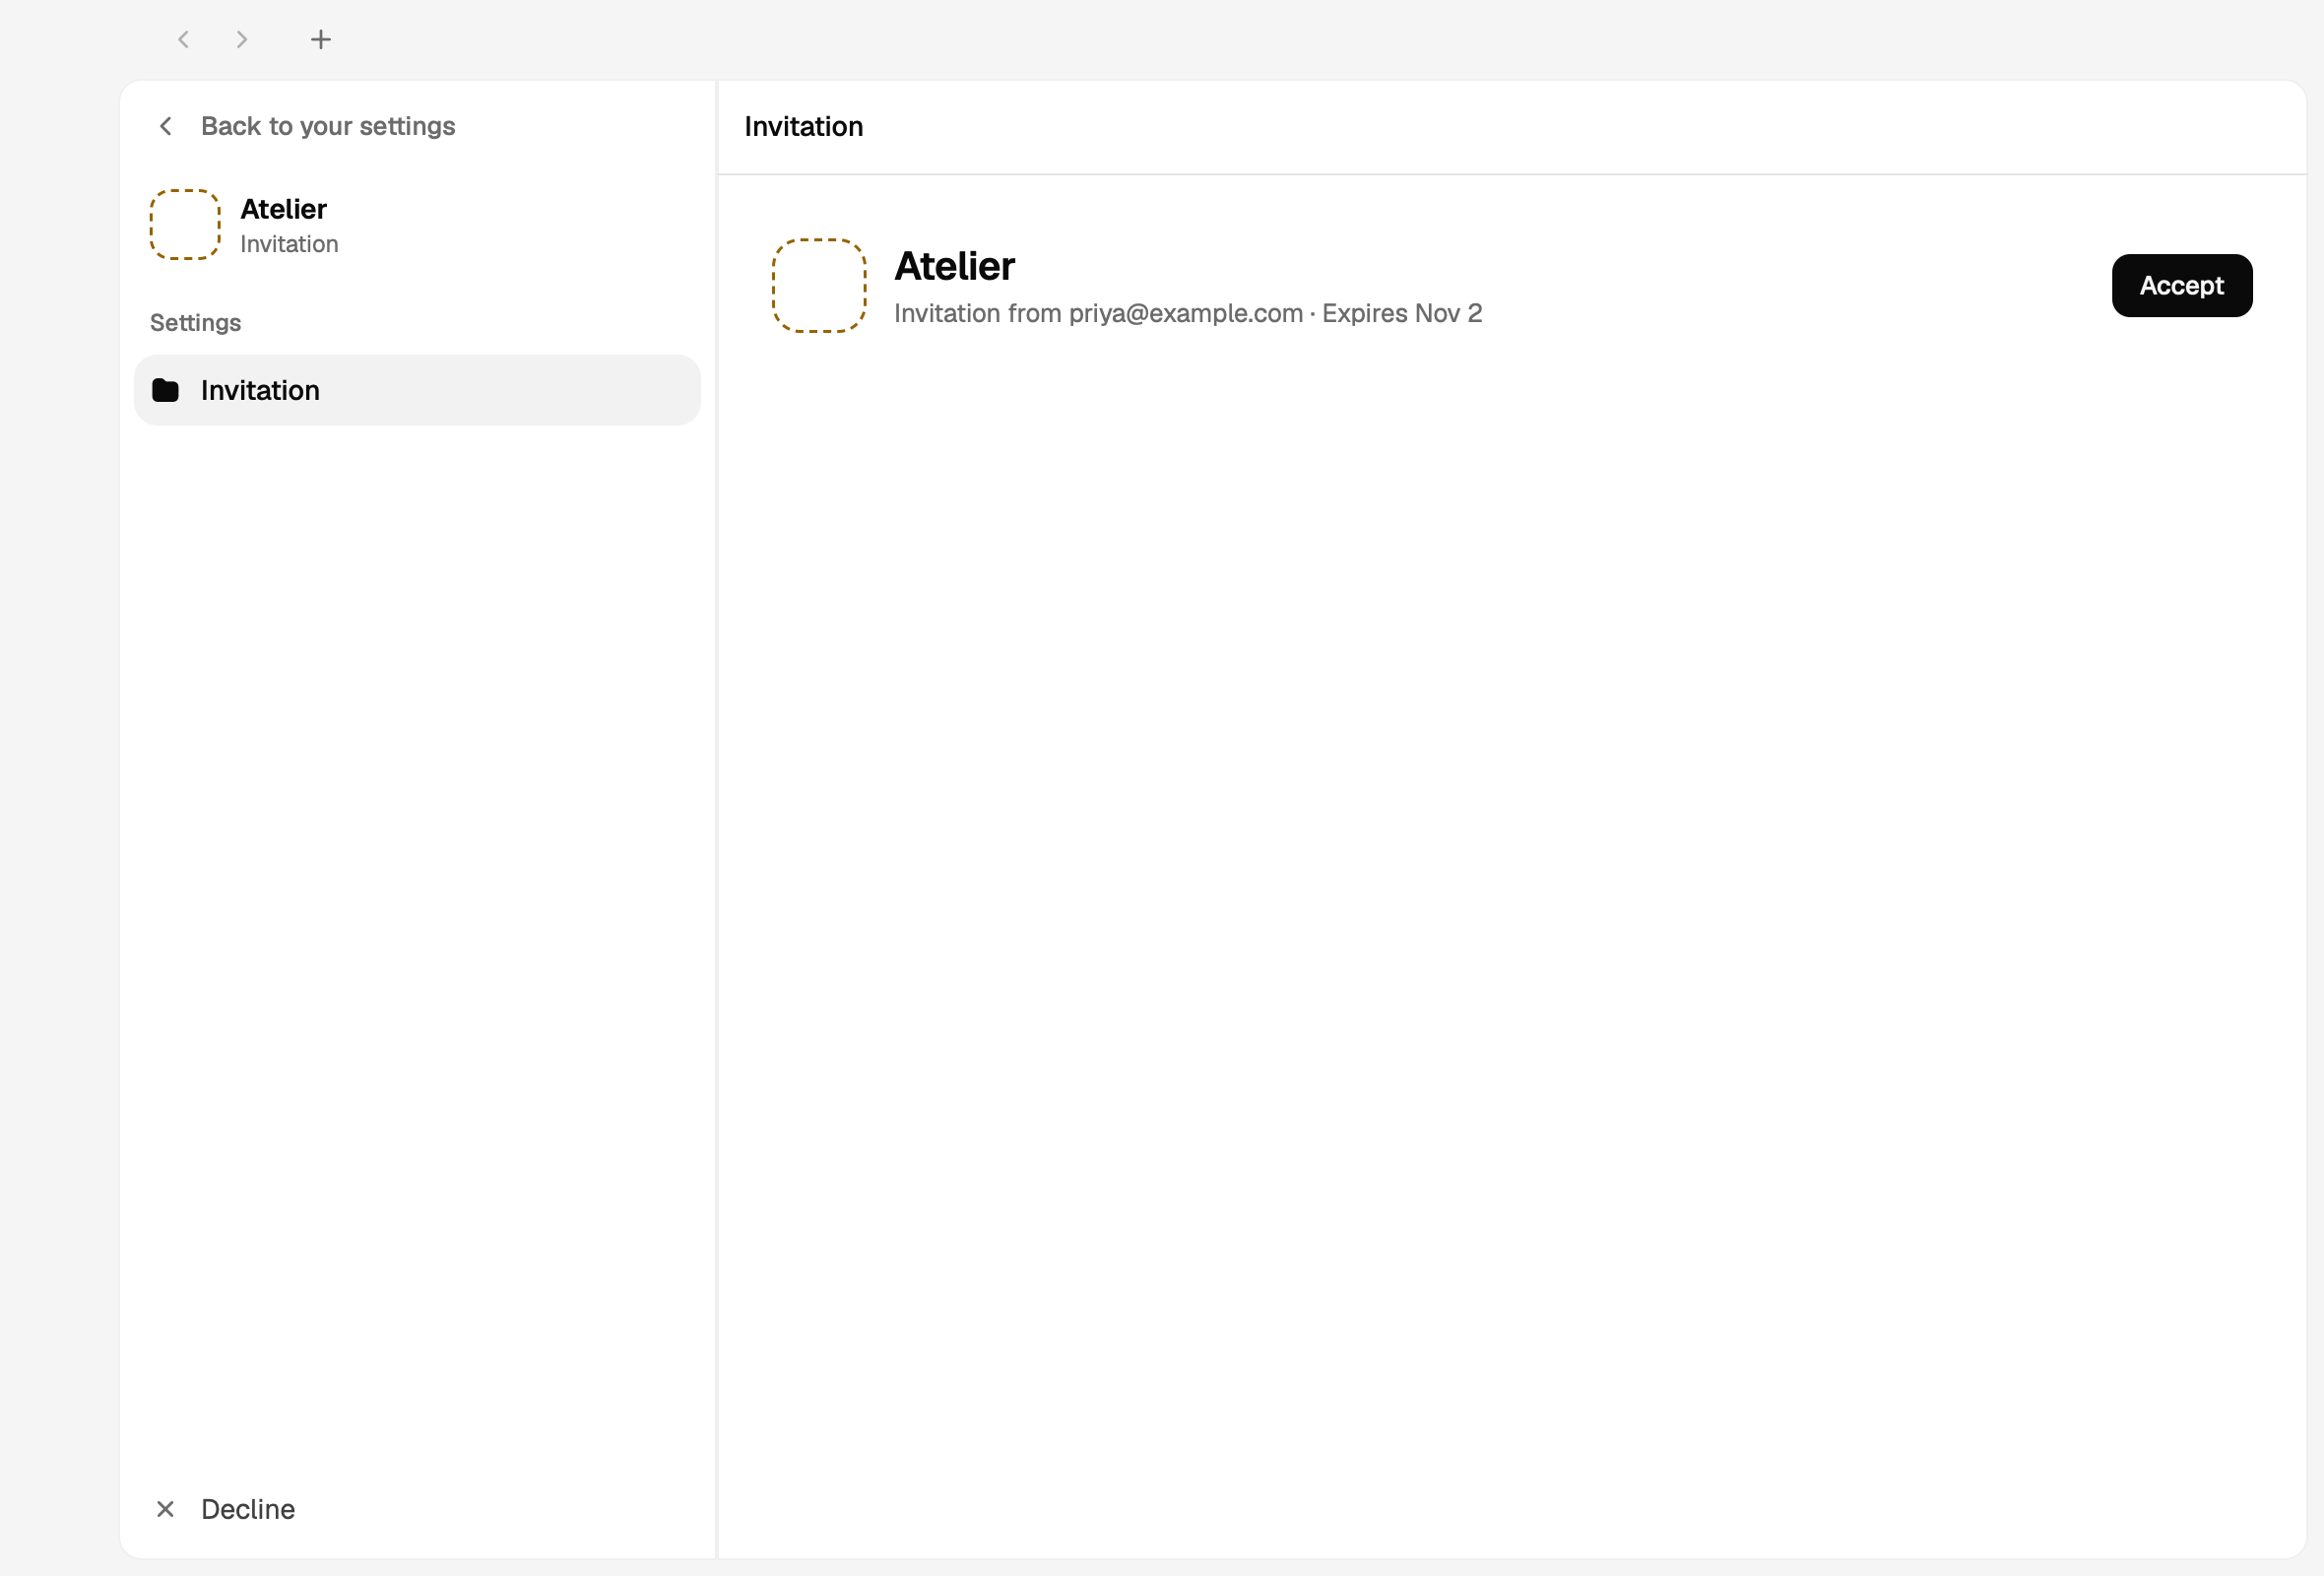 Back to your settings
Atelier
Invitation
Settings
Invitation
Decline
Invitation
Atelier
Invitation from priya@example.com · Expires Nov 2
Accept